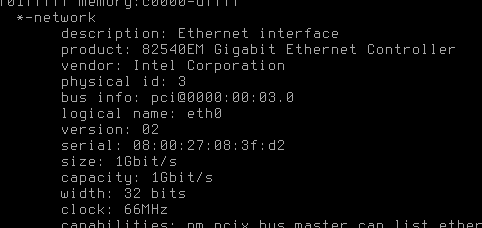 memory:c0000-dffff
*-network
description: Ethernet interface
product: 82540EM Gigabit Ethernet Controller
vendor: Intel Corporation
physical id: 3
bus info: pci@0000:00:03.0
logical name: eth0
version: 02
serial: 08:00:27:08:3f:d2
size: 1Gbit/s
capacity: 1Gbit/s
width: 32 bits
clock: 66MHz
capabilities: pm pcix bus_master cap_list ether